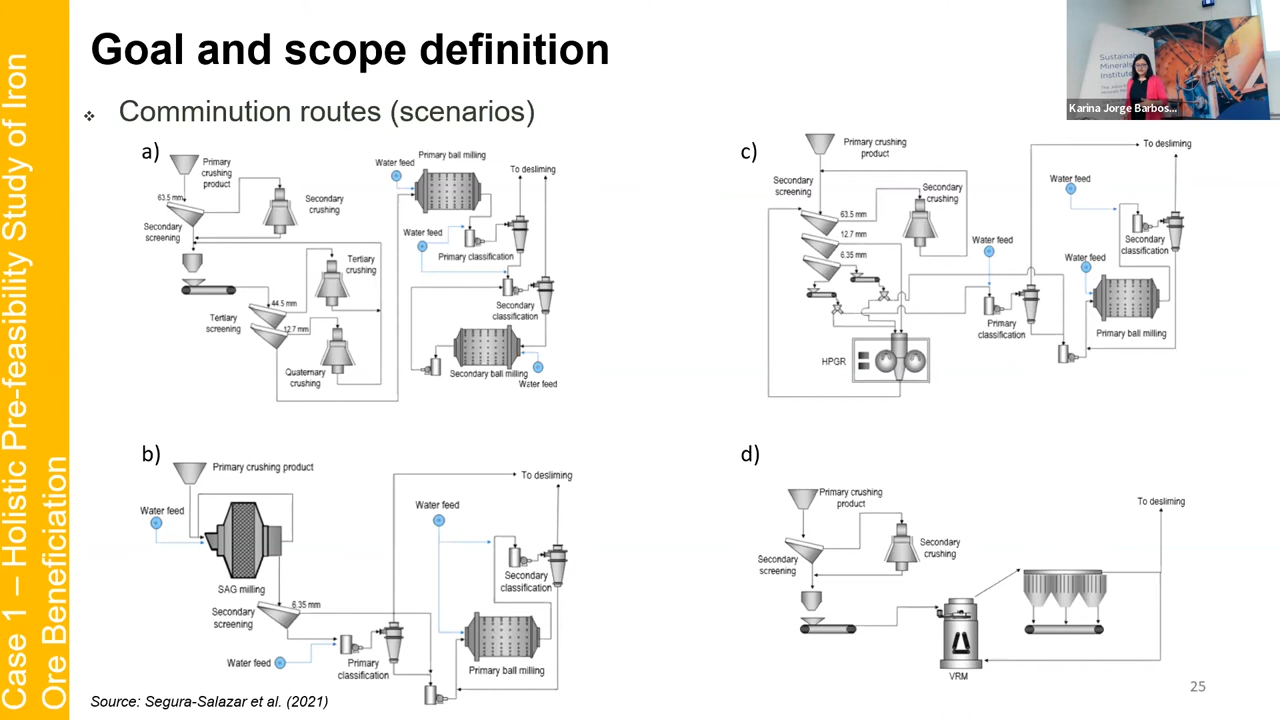 Case 1 – Holistic Pre-feasibility Study of Iron
Ore Beneficiation
Goal and scope definition
Comminution routes (scenarios)
a)
Primary
crushing
product
63.5 mm
Secondary
screening
Secondary
crushing
Tertiary
crushing
44.5 mm
Tertiary
screening
12.7 mm
Quaternary
crushing
Primary ball milling
Water feed
To desliming
Water feed
Primary classification
Secondary
classification
Secondary ball milling
Water feed
b)
Primary crushing product
Water feed
SAG milling
Secondary
screening
6.35 mm
Water feed
Primary
classification
Water feed
To desliming
Secondary
classification
Primary ball milling
c)
Primary crushing
product
Secondary
screening
Secondary
crushing
63.5 mm
12.7 mm
6.35 mm
HPGR
Water feed
Primary
classification
To desliming
Water feed
Secondary
classification
Water feed
Primary ball milling
d)
Primary crushing
product
Secondary
screening
Secondary
crushing
VRM
To desliming
Source: Segura-Salazar et al. (2021)
25
Sustainab
Minerals
Institute
Karina Jorge Barbos...